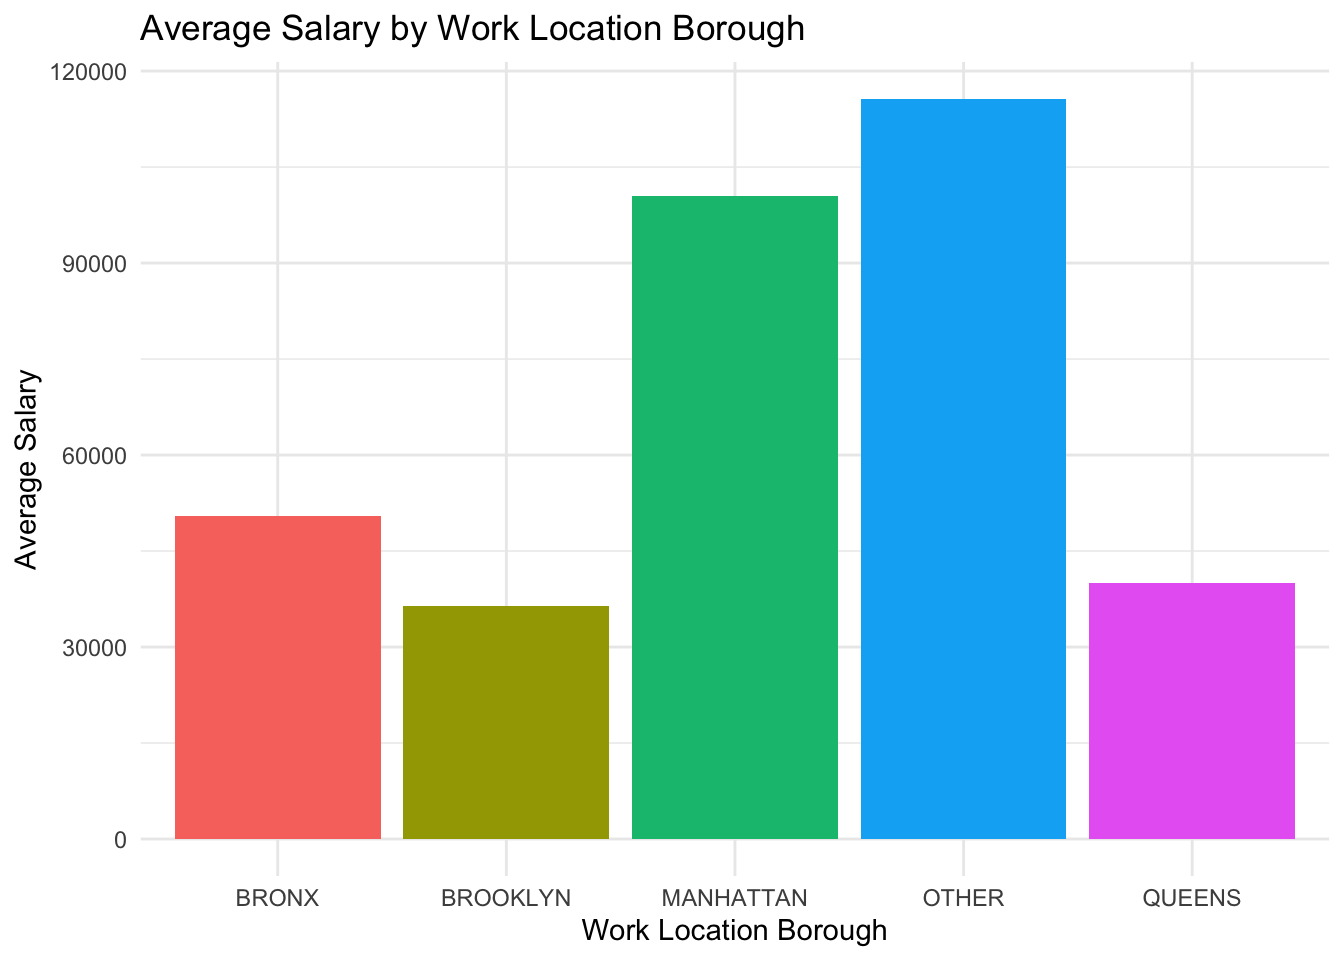 Average Salary by Work Location Borough
Average Salary
120000
90000
60000
30000
0
BRONX BROOKLYN MANHATTAN OTHER QUEENS
Work Location Borough